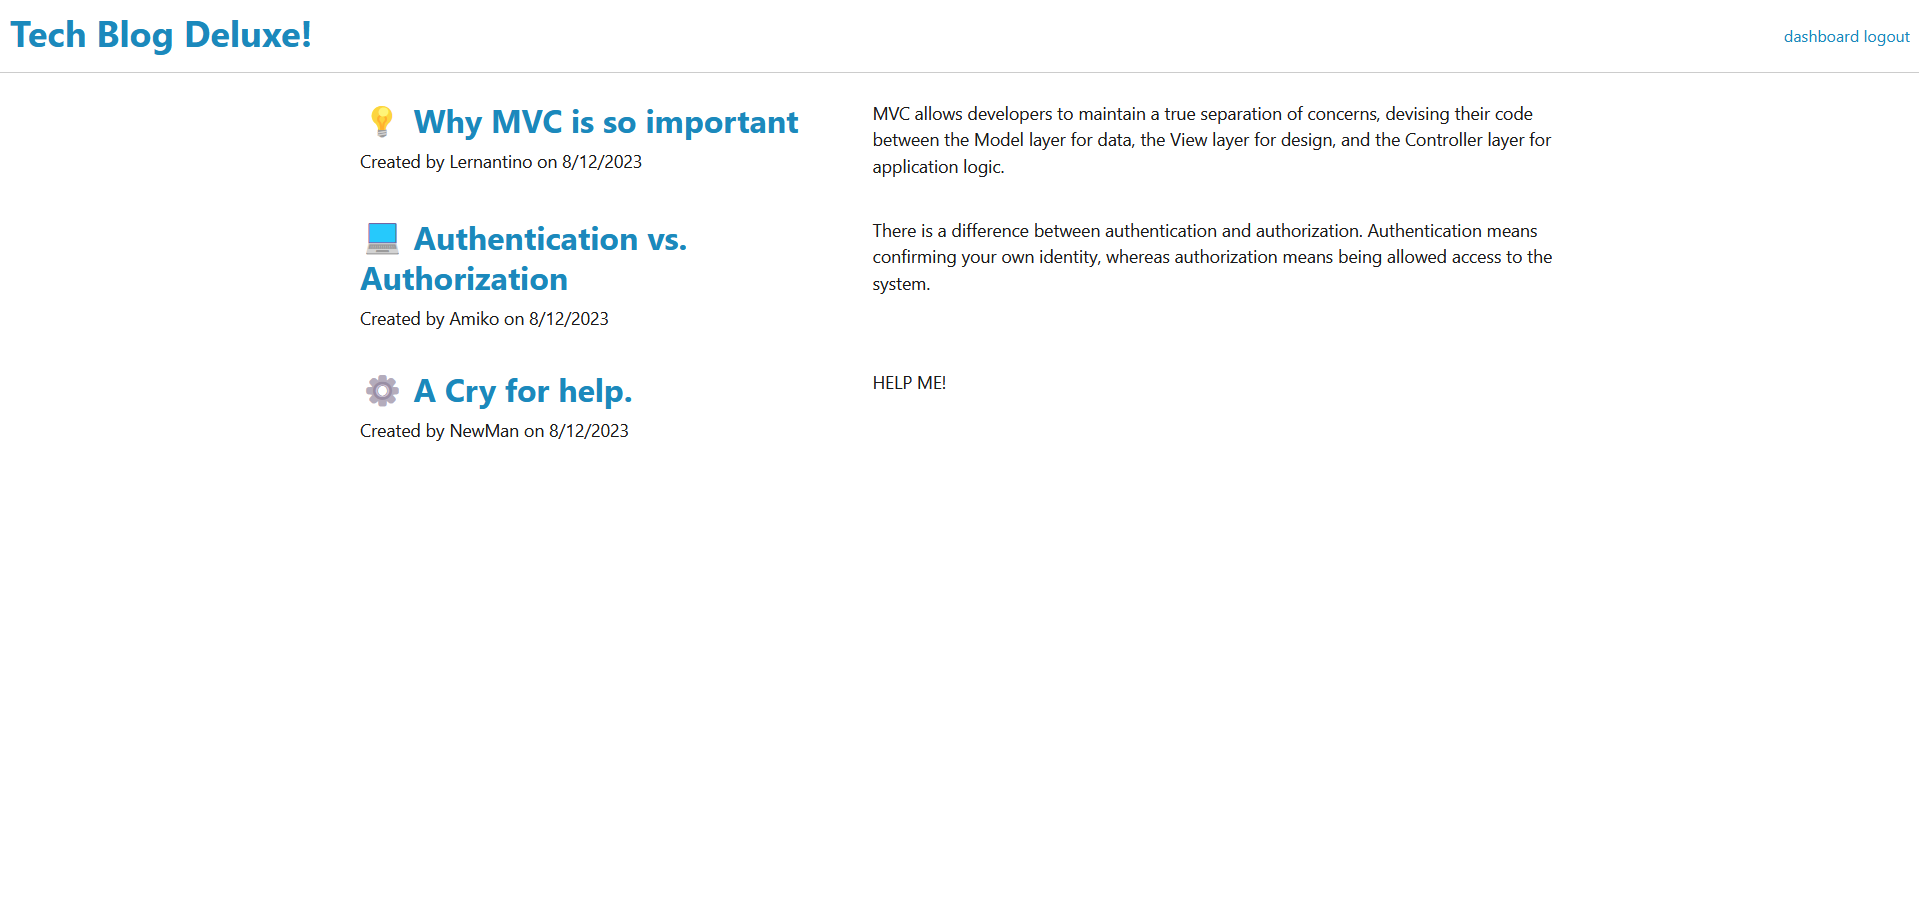 Tech Blog Deluxe!
dashboard logout
Why MVC is so important
Created by Lernantino on 8/12/2023
MVC allows developers to maintain a true separation of concerns, devising their code
between the Model layer for data, the View layer for design, and the Controller layer for
application logic.
Authentication vs.
Authorization
Created by Amiko on 8/12/2023
There is a difference between authentication and authorization. Authentication means
confirming your own identity, whereas authorization means being allowed access to the
system.
A Cry for help.
Created by NewMan on 8/12/2023
HELP ME!